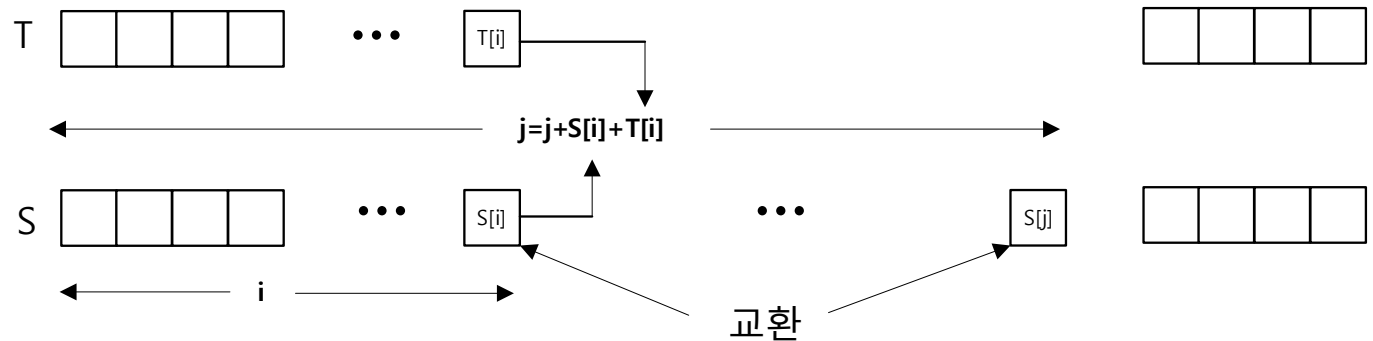 T
T[i]
j=j+S[i]+T[i]
S
S[i]
S[j]
i
교환